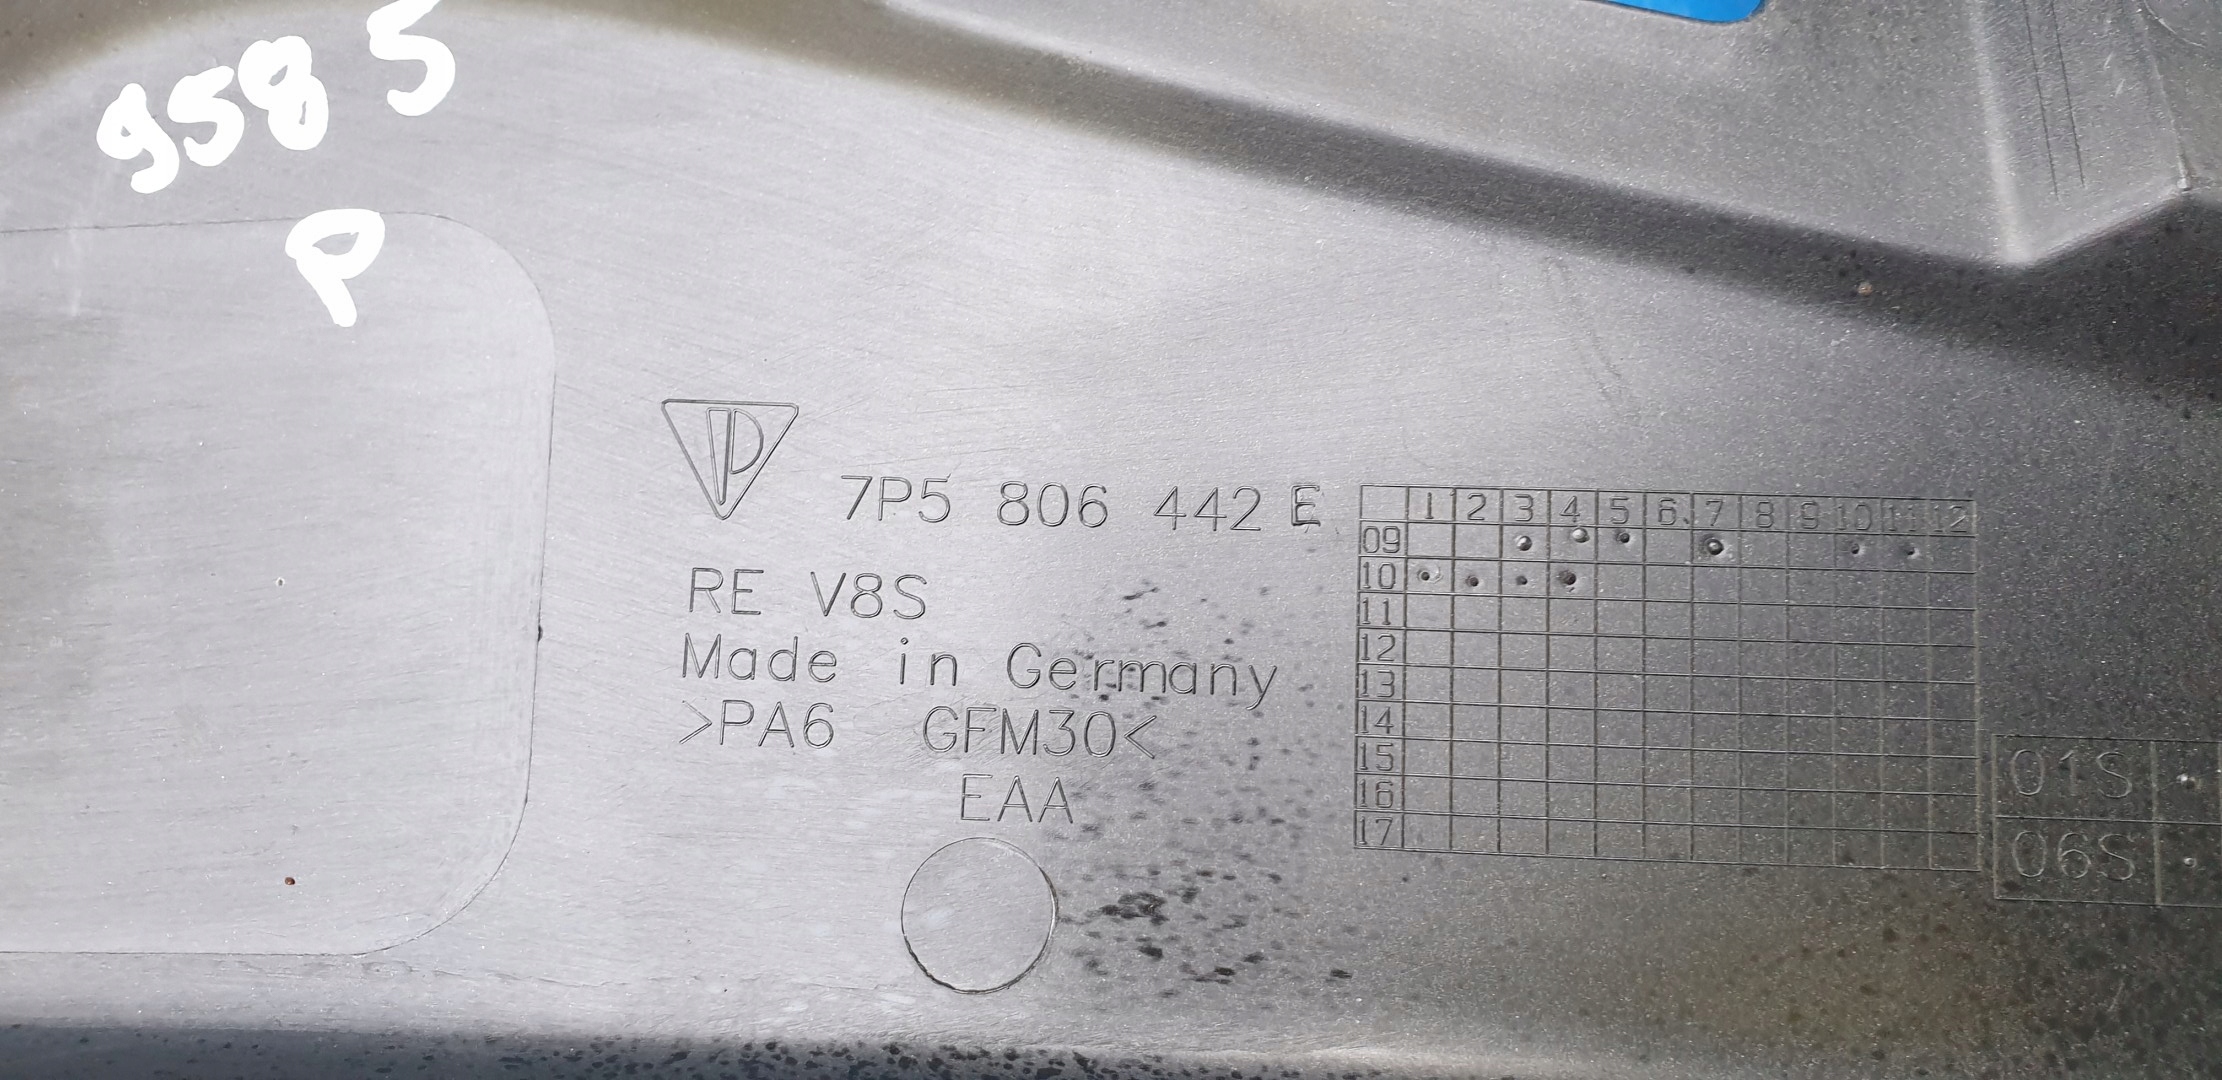 958 5
P
7P5 806 442 E
RE V8S
Made in Germany
>PA6 GFM30<
EAA
1 2 3 4 5 6 7 8 9 10 11 12
09
10
11
12
13
14
15
16
17
01S
06S